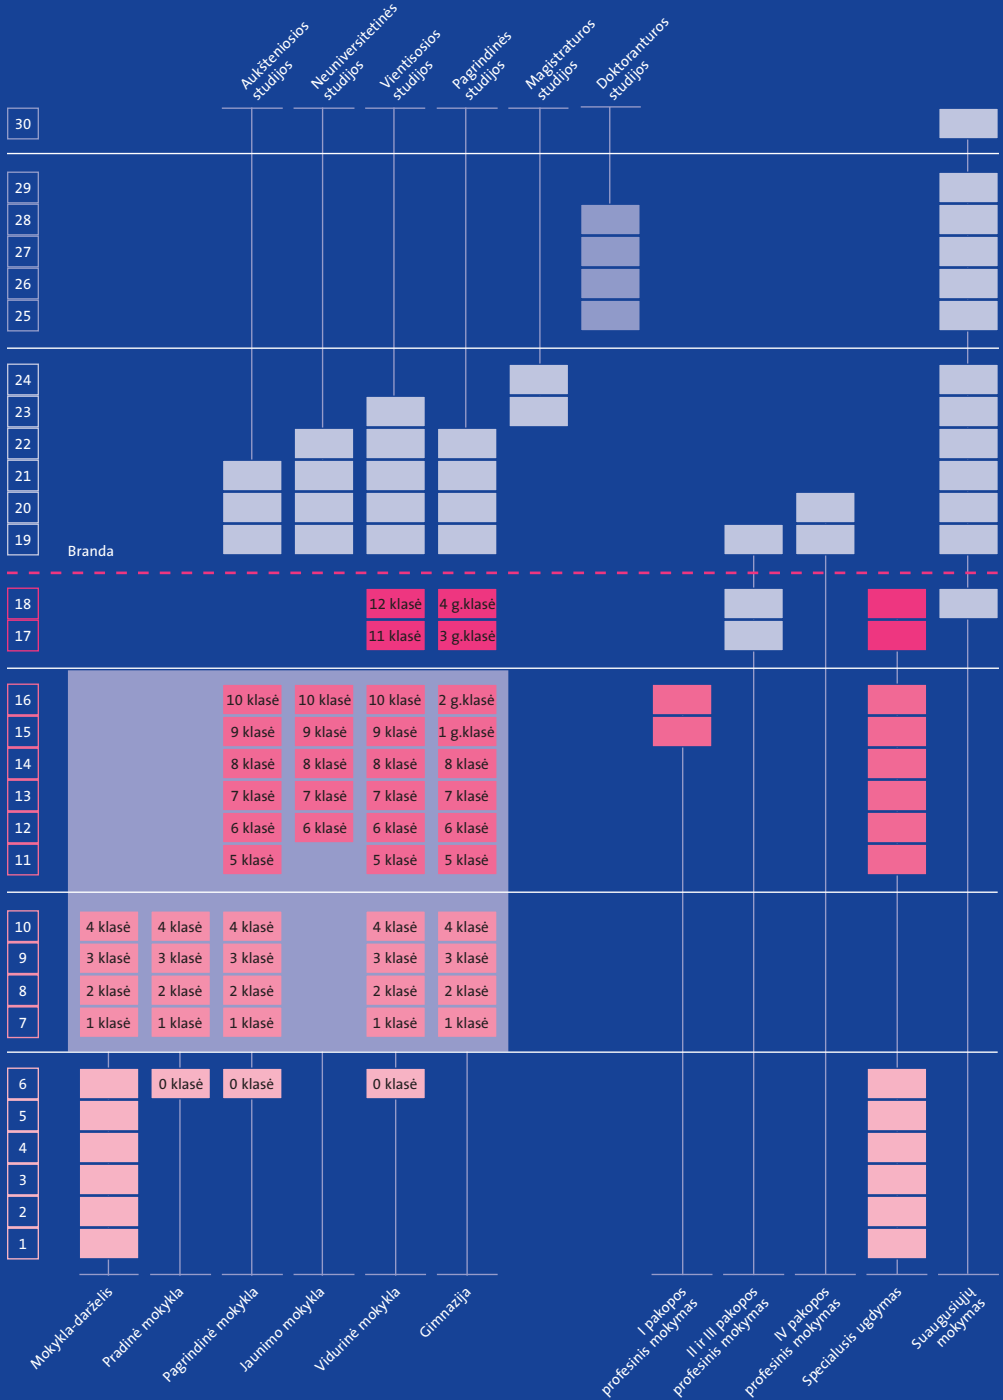 Aukšteniosios
studijos
Neuniversitetinės
studijos
Vientisosios
studijos
Pagrindinės
studijos
Magistraturos
studijos
Doktoranturos
studijos
30
29
28
27
26
25
24
23
22
21
20
19
Branda
18 12 klasė 4 g.klasė
17 11 klasė 3 g.klasė
16 10 klasė 10 klasė 10 klasė 2 g.klasė
15 9 klasė 9 klasė 9 klasė 1 g.klasė
14 8 klasė 8 klasė 8 klasė 8 klasė
13 7 klasė 7 klasė 7 klasė 7 klasė
12 6 klasė 6 klasė 6 klasė 6 klasė
11 5 klasė 5 klasė 5 klasė
10 4 klasė 4 klasė 4 klasė 4 klasė 4 klasė
9 3 klasė 3 klasė 3 klasė 3 klasė 3 klasė
8 2 klasė 2 klasė 2 klasė 2 klasė 2 klasė
7 1 klasė 1 klasė 1 klasė 1 klasė 1 klasė
6 0 klasė 0 klasė 0 klasė
5
4
3
2
1
Mokykla-darželis
Pradinė mokykla
Pagrindinė mokykla
Jaunimo mokykla
Vidurinė mokykla
Gimnazija
I pakopos
profesinis mokymas
II ir III pakopos
profesinis mokymas
IV pakopos
profesinis mokymas
Specialusis ugdymas
Suaugusiųjų
mokymas